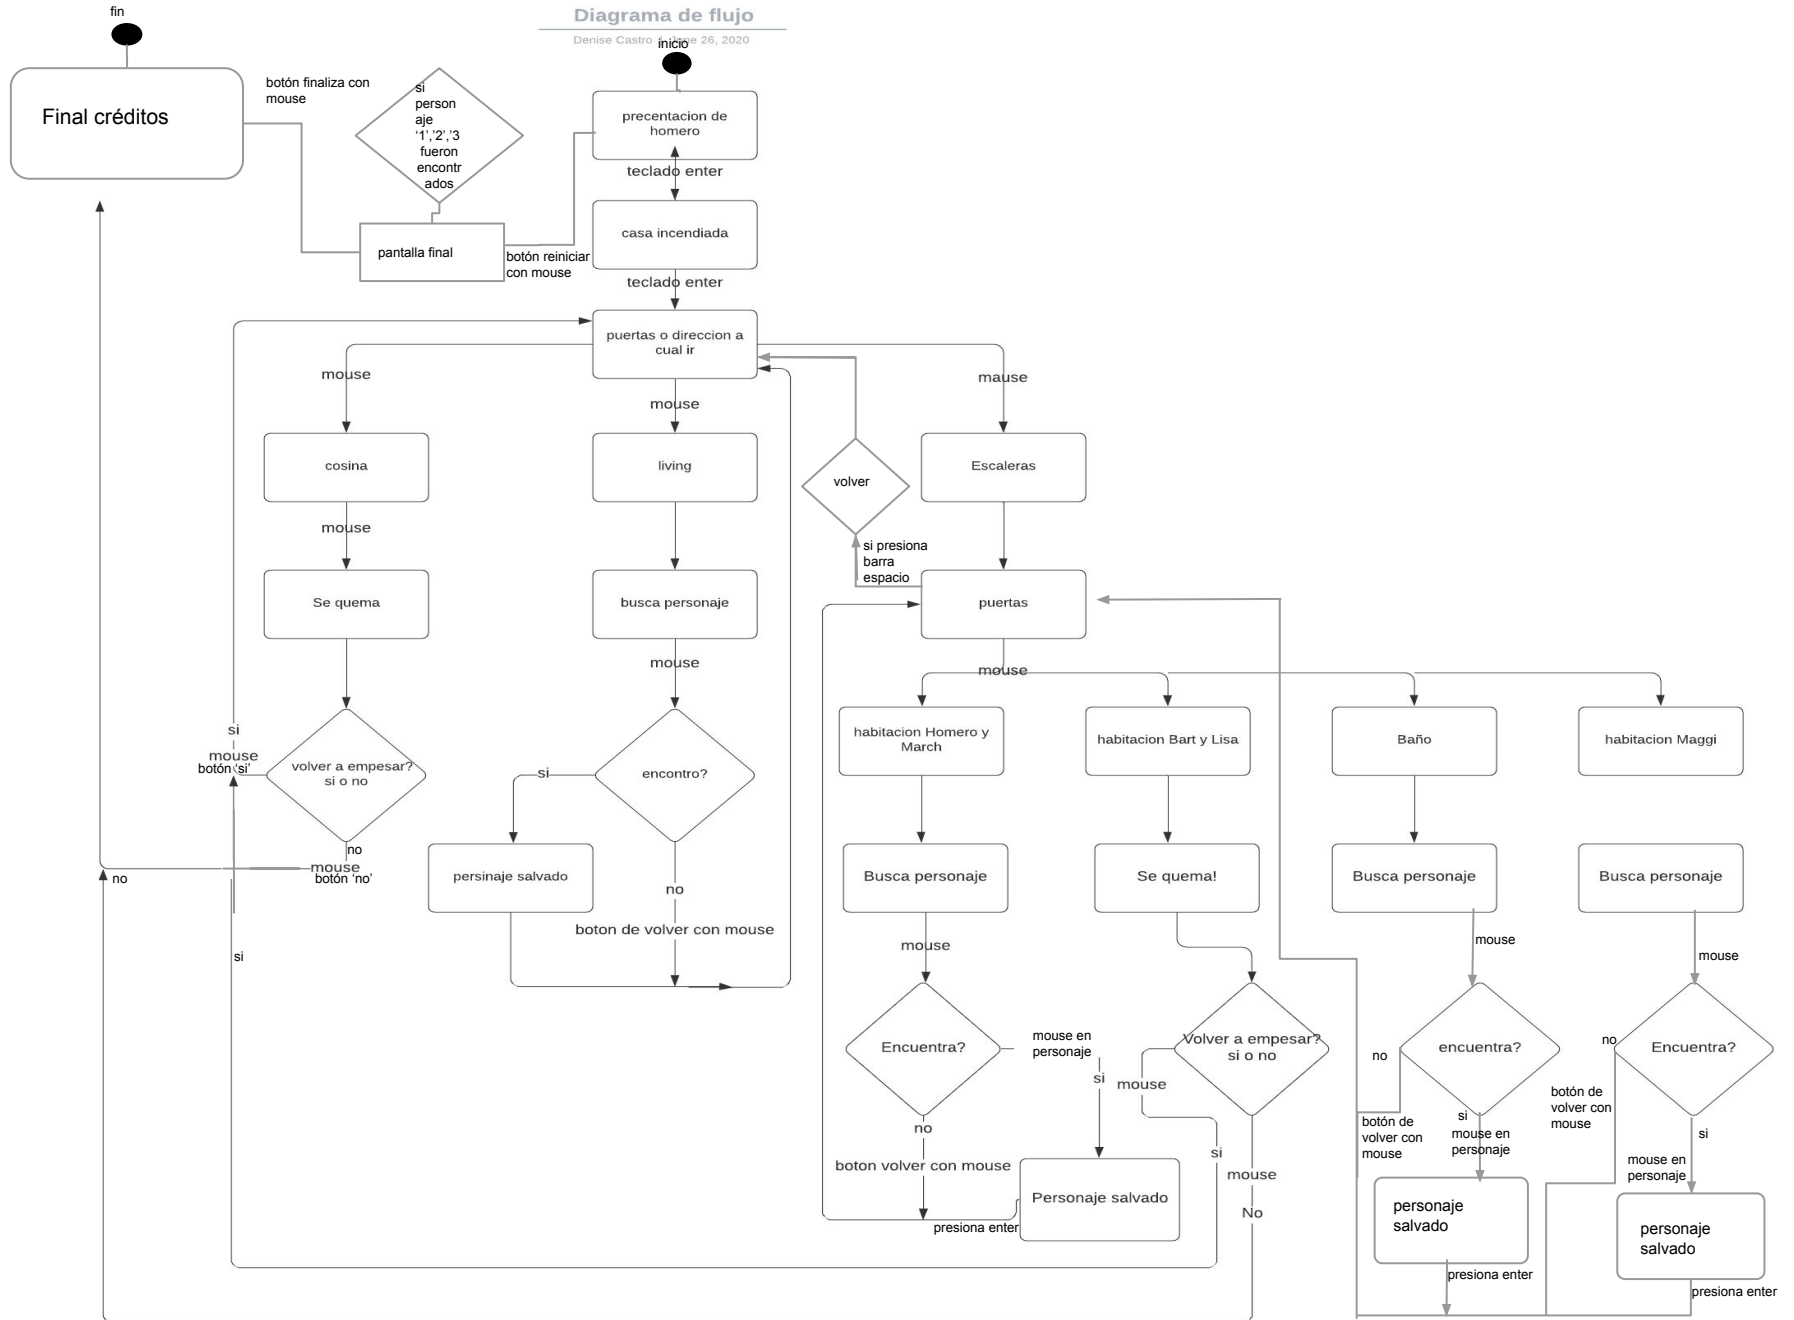 fin
Diagrama de flujo
Denise Castro | June 26, 2020
inicio
Final créditos
botón finaliza con
mouse
si
person
aje
‘1’,’2’,’3
fueron
encontr
ados
precentacion de
homero
teclado enter
casa incendiada
pantalla final
botón reiniciar
con mouse
teclado enter
puertas o direccion a
cual ir
mouse
mouse
mause
cosina
living
volver
Escaleras
mouse
si presiona
barra
espacio
Se quema
busca personaje
puertas
mouse
mouse
si
mouse
botón ‘si’
volver a empesar?
si o no
si
encontro?
habitacion Homero y
March
habitacion Bart y Lisa
Baño
habitacion Maggi
no
mouse
botón ‘no’
no
persinaje salvado
no
boton de volver con mouse
Busca personaje
Se quema!
Busca personaje
Busca personaje
si
mouse
mouse
mouse
Encuentra?
mouse en
personaje
si
Volver a empesar?
si o no
mouse
no
encuentra?
no
Encuentra?
no
boton volver con mouse
si
mouse
No
botón de
volver con
mouse
si
mouse en
personaje
botón de
volver con
mouse
si
mouse en
personaje
Personaje salvado
presiona enter
personaje
salvado
personaje
salvado
presiona enter
presiona enter